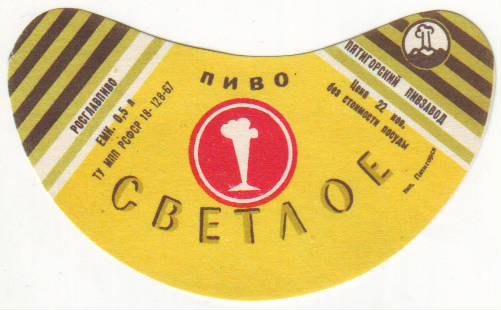 РОСГЛАВПИВО
ЕМК. 0,5 л
ТУ МПП РСФСР 18-128-67
ПИВО
СВЕТЛОЕ
ПЯТИГОРСКИЙ ПИВЗАВОД
Цена 22 коп.
без стоимости посуды
тип. Пятигорск